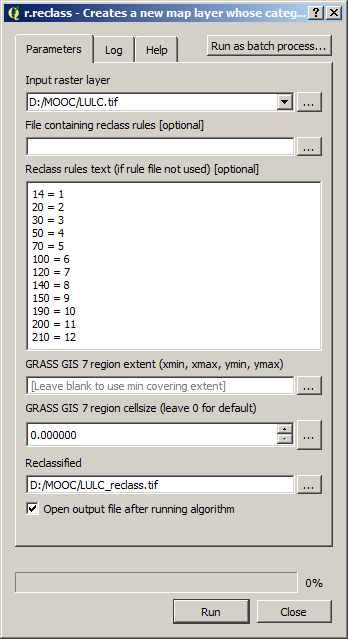 r.reclass - Creates a new map layer whose categ...
Parameters Log Help Run as batch process...
Input raster layer
D:/MOOC/LULC.tif ...
File containing reclass rules [optional]
...
Reclass rules text (if rule file not used) [optional]
14 = 1
20 = 2
30 = 3
50 = 4
70 = 5
100 = 6
120 = 7
140 = 8
150 = 9
190 = 10
200 = 11
210 = 12
GRASS GIS 7 region extent (xmin, xmax, ymin, ymax)
[Leave blank to use min covering extent] ...
GRASS GIS 7 region cellsize (leave 0 for default)
0.000000 ...
Reclassified
D:/MOOC/LULC_reclass.tif ...
Open output file after running algorithm
0%
Run Close